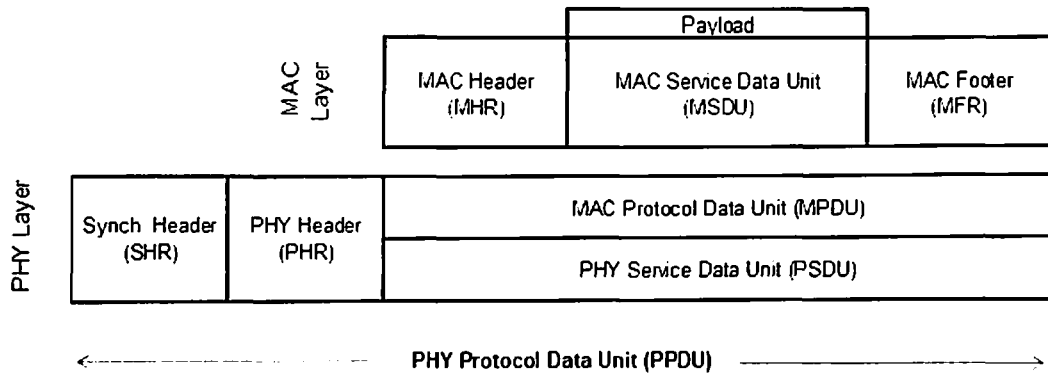 Payload
MAC Layer
MAC Header (MHR)
MAC Service Data Unit (MSDU)
MAC Footer (MFR)
PHY Layer
Synch Header (SHR)
PHY Header (PHR)
MAC Protocol Data Unit (MPDU)
PHY Service Data Unit (PSDU)
PHY Protocol Data Unit (PPDU)